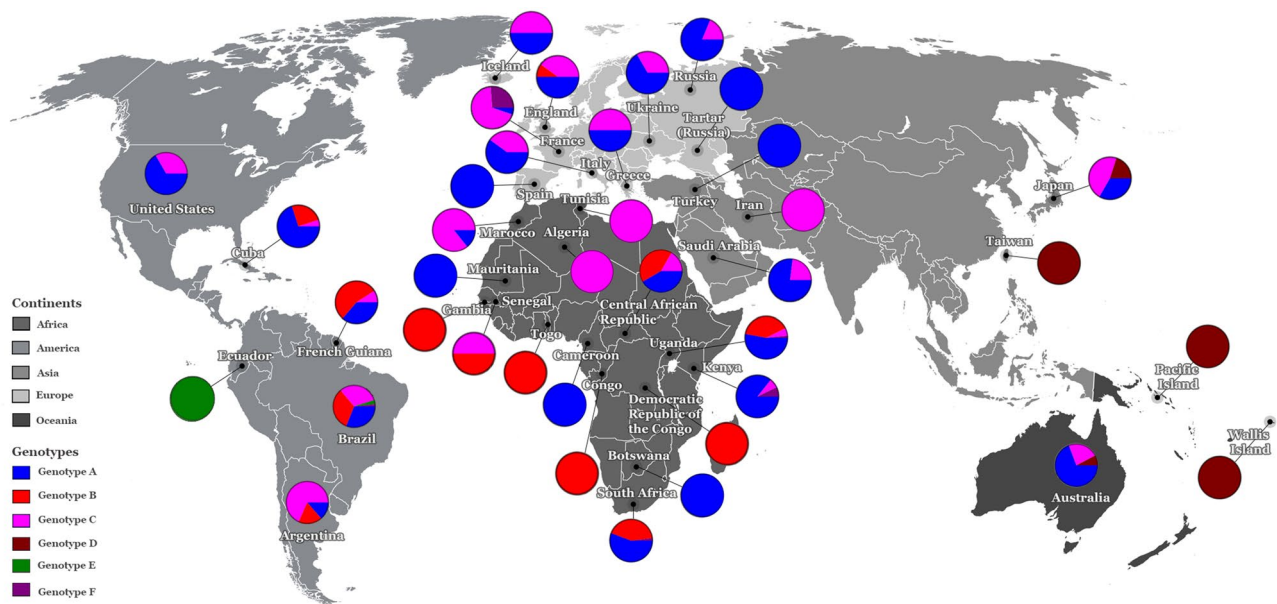 Iceland
Russia
England
Ukraine
Tartar
(Russia)
France
Italy
Greece
United States
Spain
Tunisia
Turkey
Iran
Japan
Marocco
Algeria
Saudi Arabia
Taiwan
Cuba
Mauritania
Continents
Senegal
Gambia
Central African
Republic
Africa
Togo
Uganda
America
Ecuador
French Guiana
Cameroon
Kenya
Pacific
Island
Asia
Congo
Europe
Democratic
Republic of
the Congo
Oceania
Brazil
Wallis
Island
Genotypes
Botswana
Genotype A
South Africa
Australia
Genotype B
Genotype C
Argentina
Genotype D
Genotype E
Genotype F